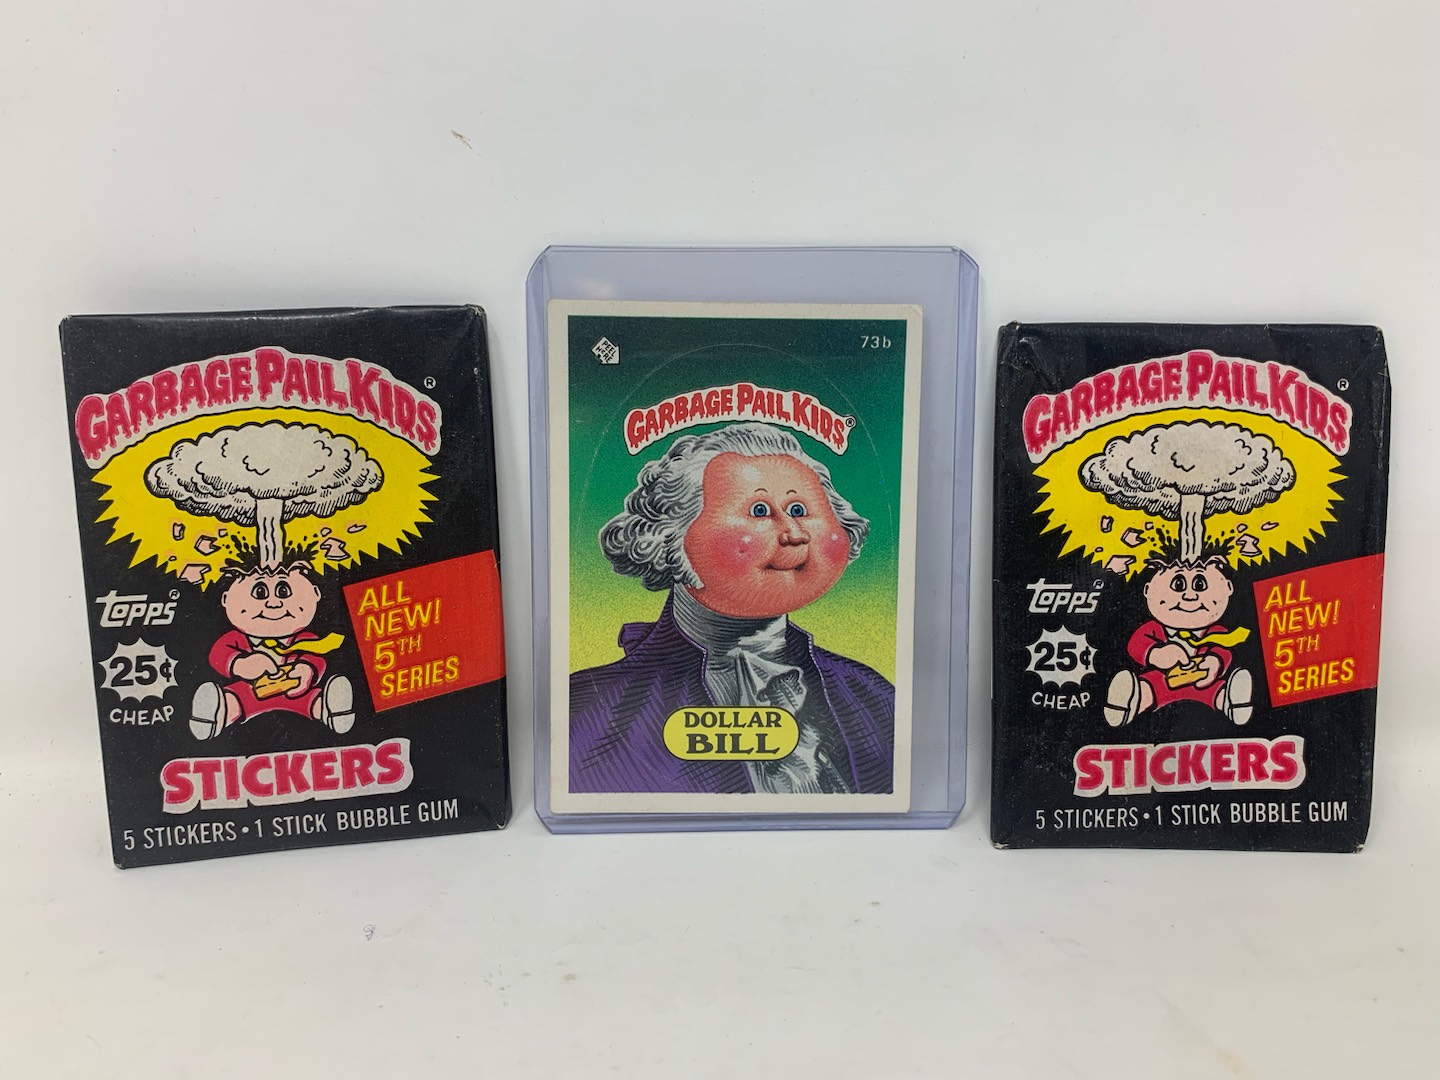 GARBAGE PAIL KIDS®
TOPPS®
25¢
CHEAP
ALL
NEW!
5TH
SERIES
STICKERS
5 STICKERS • 1 STICK BUBBLE GUM
PEEL
HERE
73b
GARBAGE PAIL KIDS®
DOLLAR
BILL
GARBAGE PAIL KIDS®
TOPPS®
25¢
CHEAP
ALL
NEW!
5TH
SERIES
STICKERS
5 STICKERS • 1 STICK BUBBLE GUM